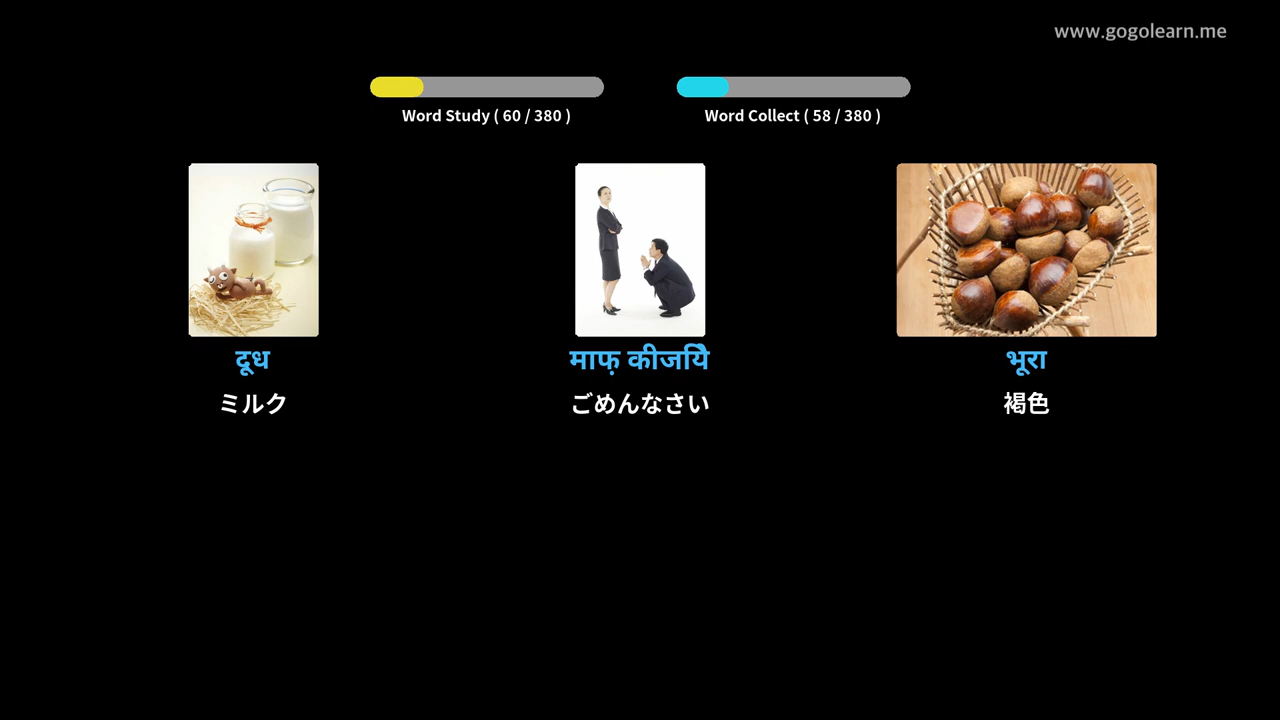 www.gogolearn.me
Word Study ( 60 / 380 )
Word Collect ( 58 / 380 )
दूध
माफ़ कीजयिे
भूरा
ミルク
ごめんなさい
褐色